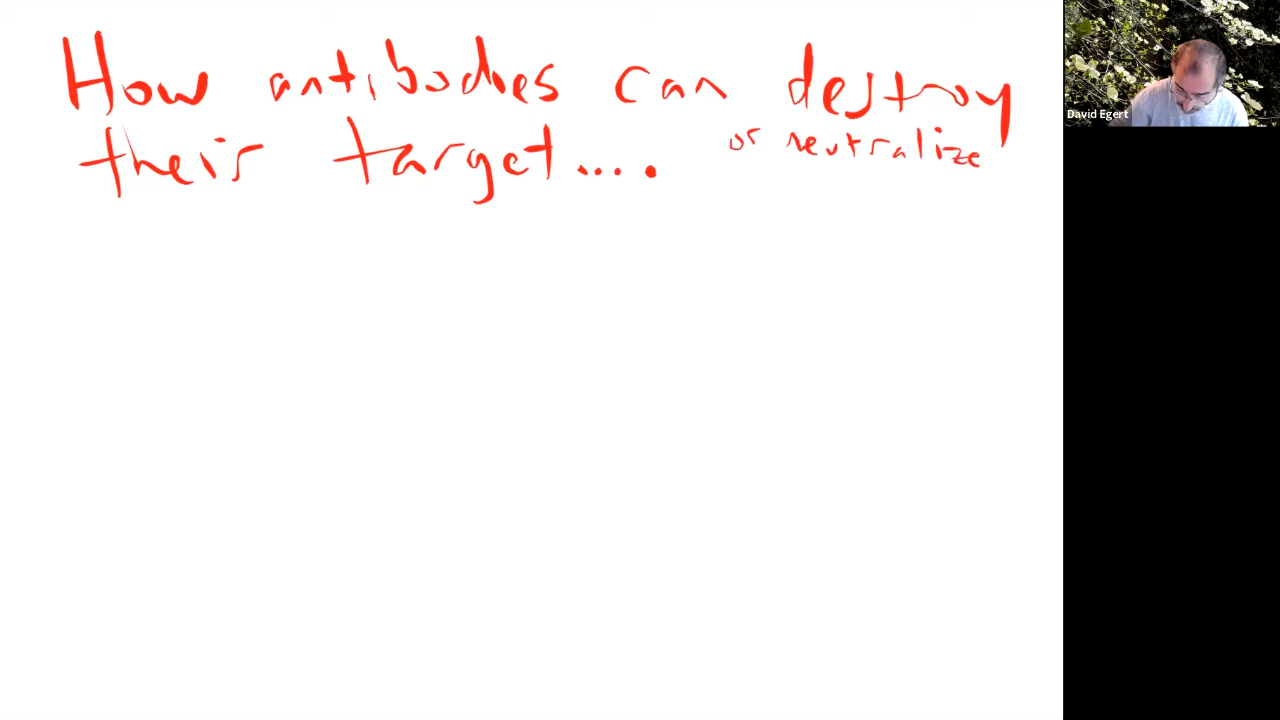 How antibodies can destroy
their target.... or neutralize
David Egert